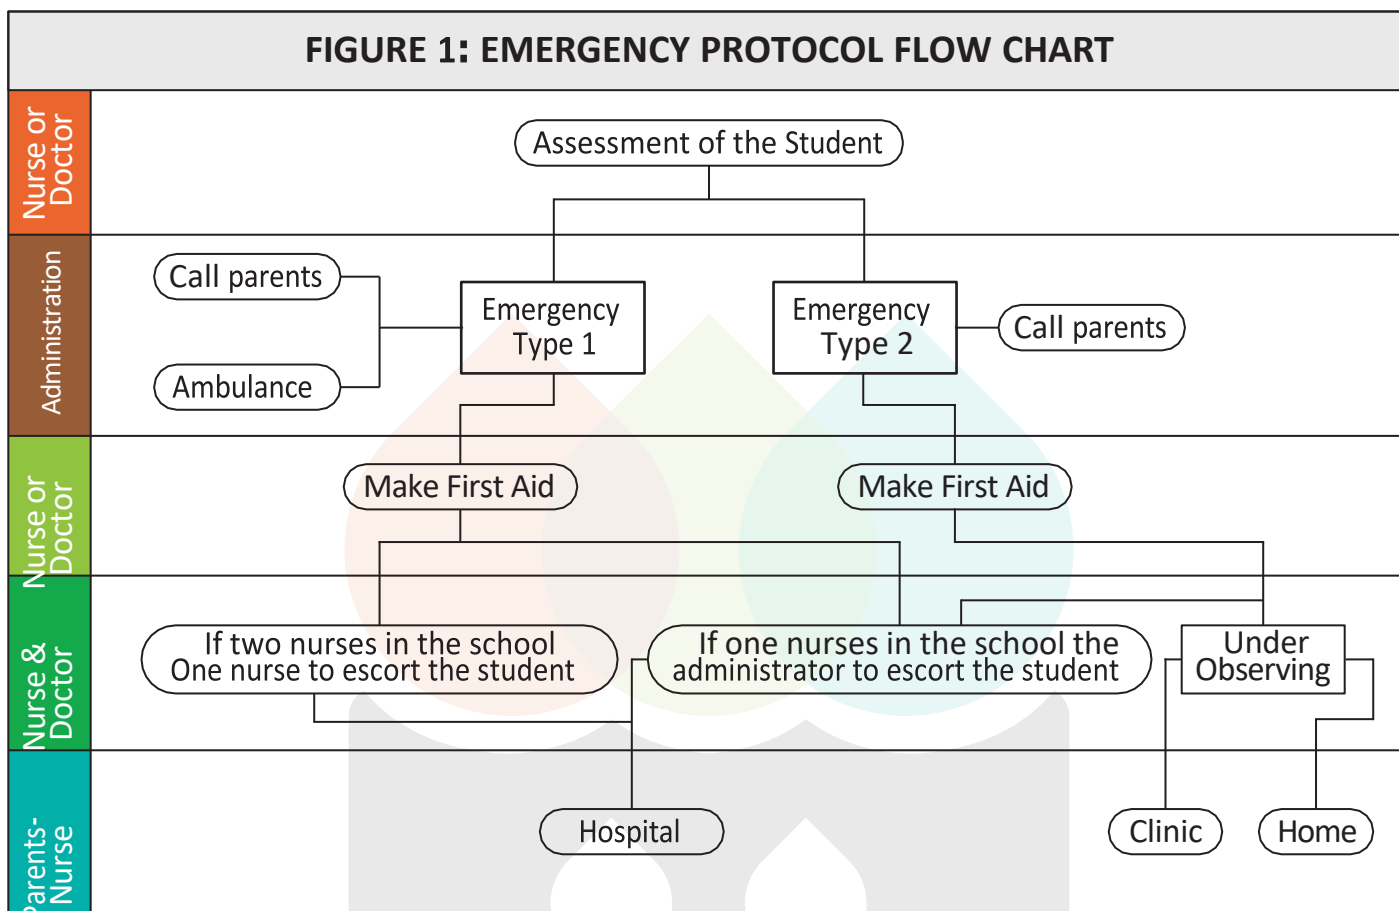 FIGURE 1: EMERGENCY PROTOCOL FLOW CHART
Nurse or
Doctor
Assessment of the Student
Administration
Call parents
Ambulance
Emergency
Type 1
Emergency
Type 2
Call parents
Nurse or
Doctor
Make First Aid
Make First Aid
Nurse &
Doctor
If two nurses in the school
One nurse to escort the student
If one nurses in the school the
administrator to escort the student
Under
Observing
Parents-
Nurse
Hospital
Clinic
Home